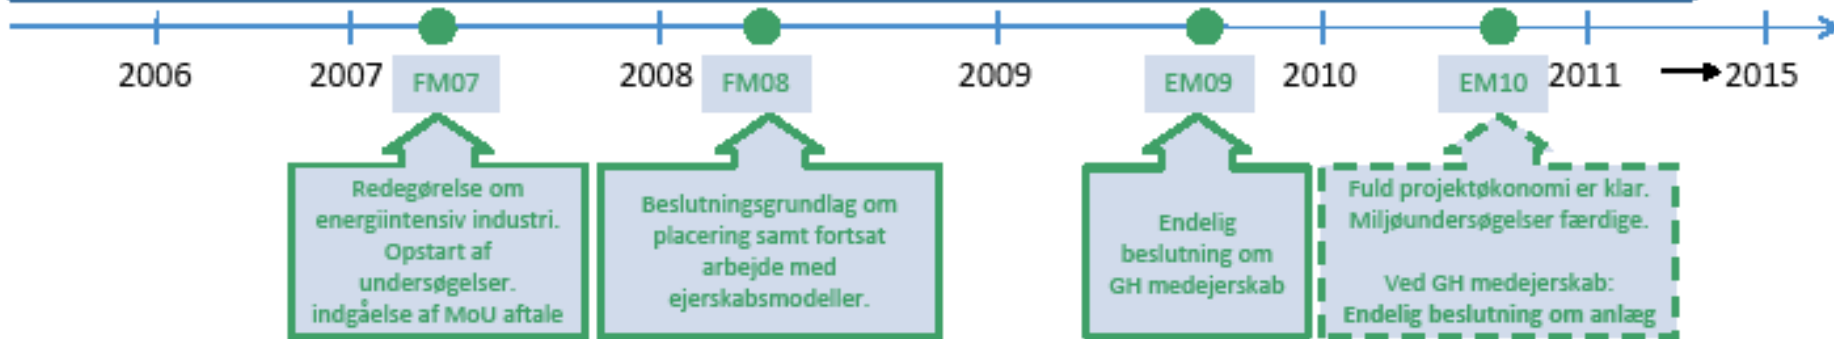 2006 2007 FM07 2008 FM08 2009 EM09 2010 EM10 2011 2015
Redegørelse om
energiintensiv industri.
Opstart af
undersøgelser.
indgåelse af MoU aftale
Beslutningsgrundlag om
placering samt fortsat
arbejde med
ejerskabsmodeller.
Endelig
beslutning om
GH medejerskab
Fuld projektøkonomi er klar.
Miljøundersøgelser færdige.
Ved GH medejerskab:
Endelig beslutning om anlæg